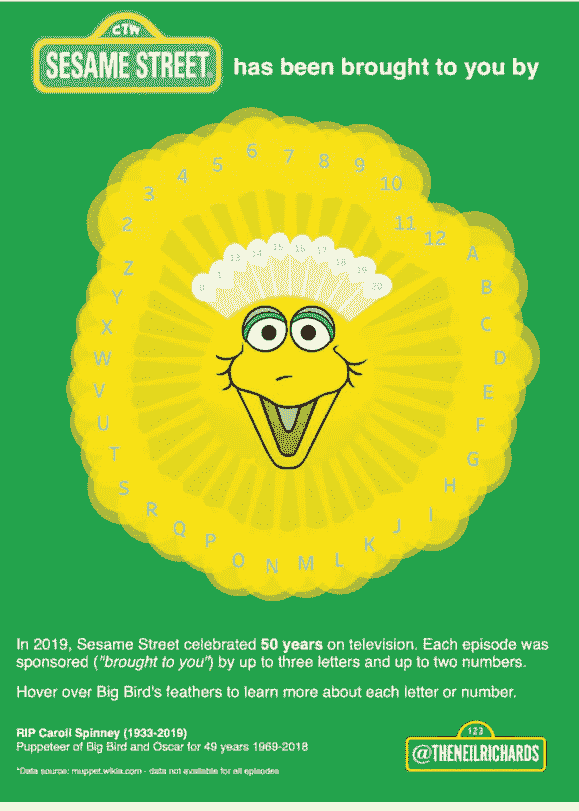 CTW
SESAME STREET has been brought to you by
2 3 4 5 6 7 8 9 10 11 12
0 1 13 14 15 16 17 18 19 20
A B C D E F G H I J K L M N O P Q R S T U V W X Y Z
In 2019, Sesame Street celebrated 50 years on television. Each episode was
sponsored ("brought to you") by up to three letters and up to two numbers.
Hover over Big Bird's feathers to learn more about each letter or number.
RIP Caroll Spinney (1933-2019)
Puppeteer of Big Bird and Oscar for 49 years 1969-2018
*Data source: muppet.wikia.com - data not available for all episodes
123
@THENEILRICHARDS